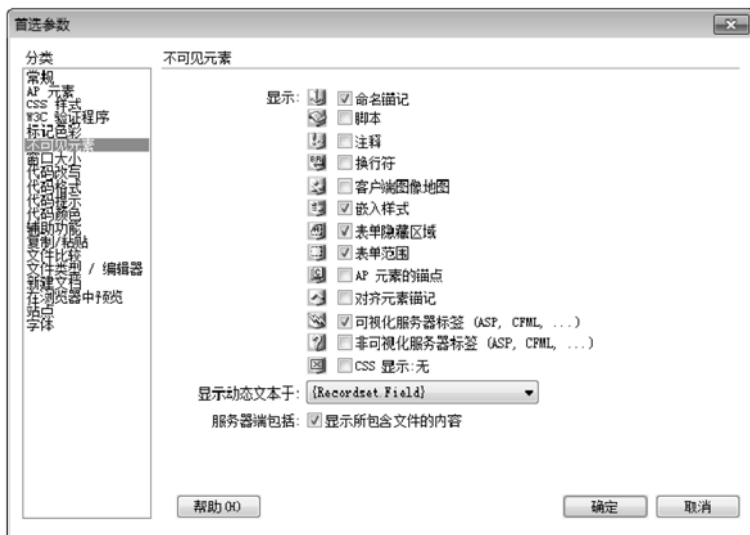 首选参数
分类
常规
AP 元素
CSS 样式
W3C 验证程序
标记色彩
不可见元素
窗口大小
代码改写
代码格式
代码提示
代码颜色
辅助功能
复制/粘贴
文件比较
文件类型 / 编辑器
新建文档
在浏览器中预览
站点
字体
不可见元素
显示:
命名锚记
脚本
注释
换行符
客户端图像地图
嵌入样式
表单隐藏区域
表单范围
AP 元素的锚点
对齐元素锚记
可视化服务器标签 (ASP, CFML, ...)
非可视化服务器标签 (ASP, CFML, ...)
CSS 显示:无
显示动态文本于: {Recordset.Field}
服务器端包括: 显示所包含文件的内容
帮助(H) 确定 取消